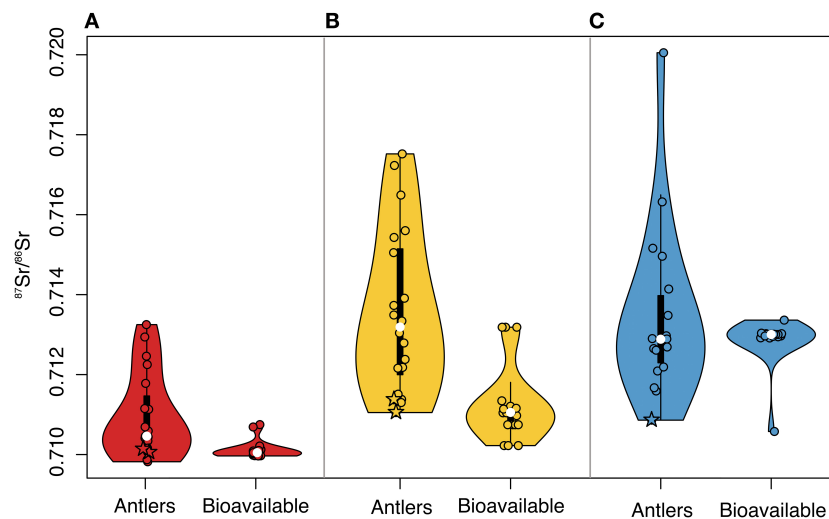 A B C
0.720
0.718
0.716
0.714
0.712
0.710
⁸⁷Sr/⁸⁶Sr
Antlers Bioavailable Antlers Bioavailable Antlers Bioavailable